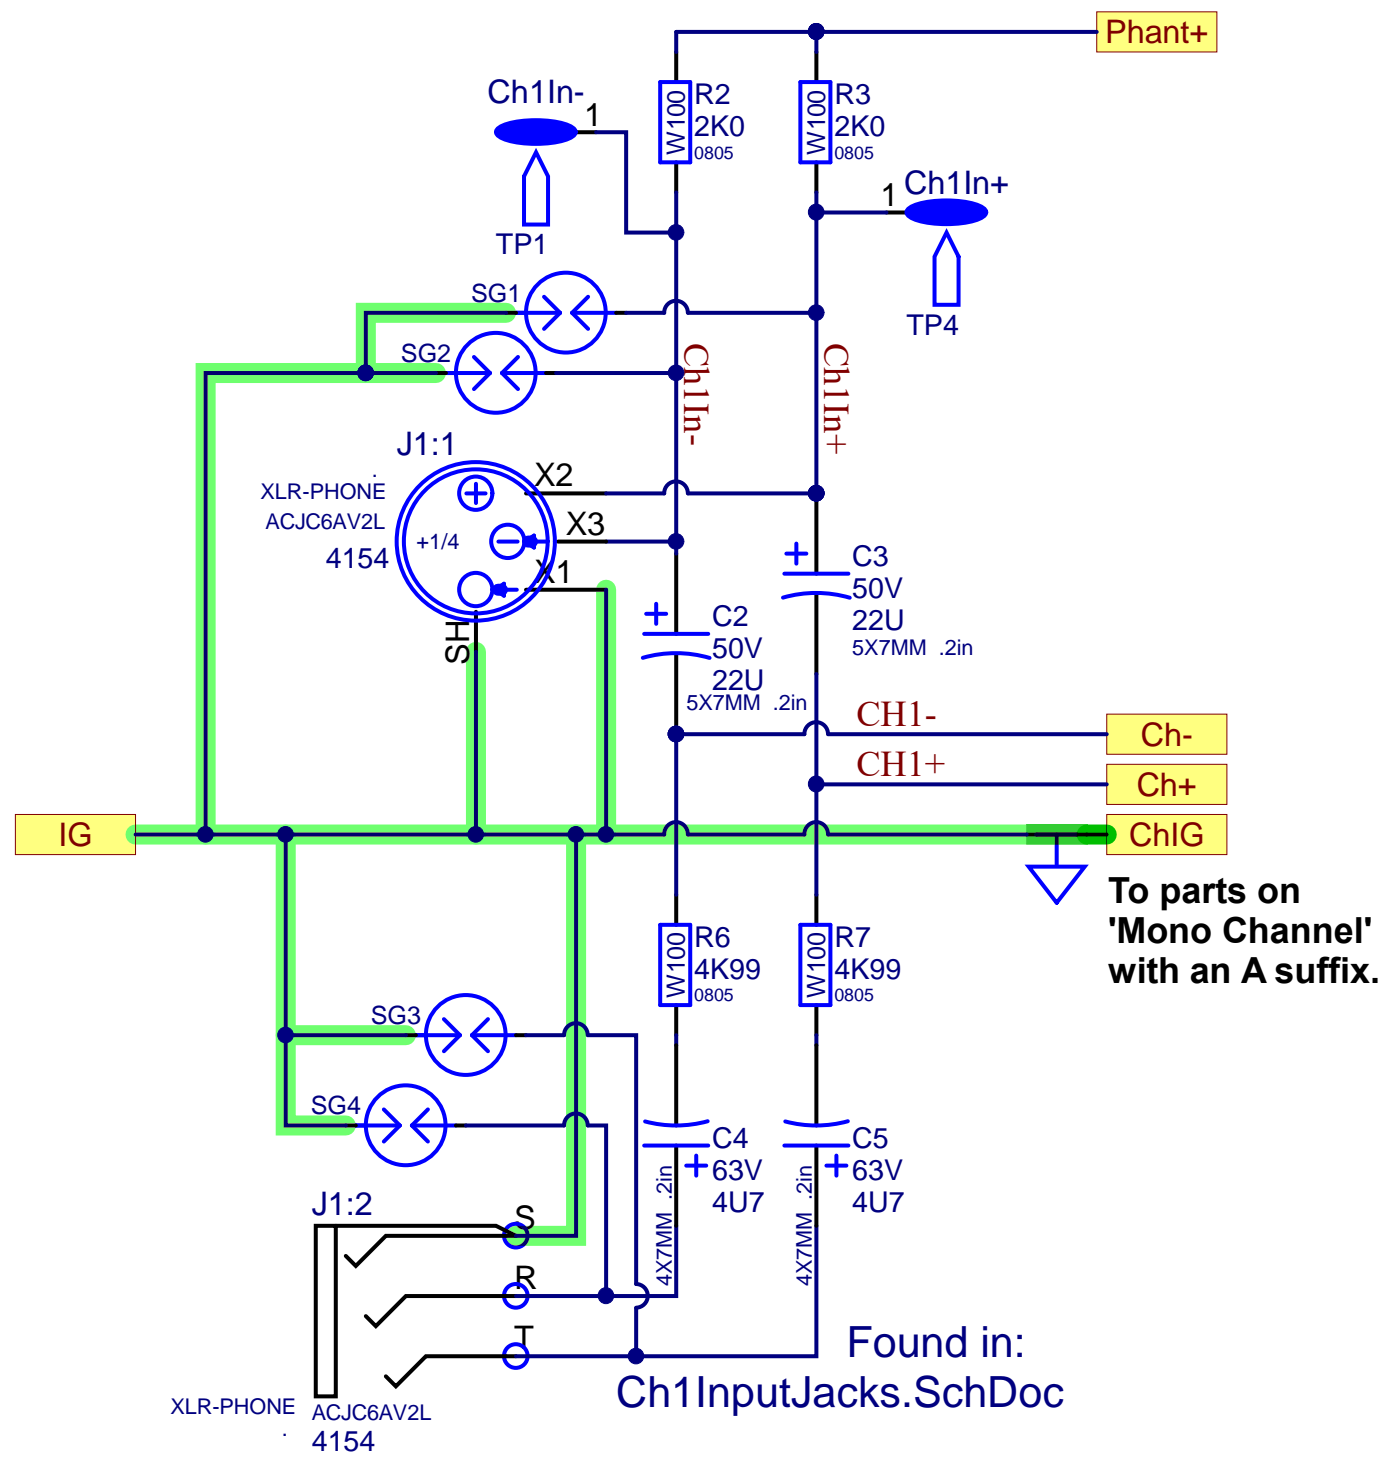 Phant+
Ch1In-
1
R2
2K0
0805
W100
R3
2K0
0805
W100
1
Ch1In+
TP1
TP4
SG1
SG2
Ch1In-
Ch1In+
J1:1
.
XLR-PHONE
ACJC6AV2L
4154
+1/4
X2
X3
X1
SH
C3
50V
22U
5X7MM .2in
C2
50V
22U
5X7MM .2in
CH1-
Ch-
CH1+
Ch+
IG
ChIG
To parts on
'Mono Channel'
with an A suffix.
R6
4K99
0805
W100
R7
4K99
0805
W100
SG3
SG4
C4
63V
4U7
4X7MM .2in
C5
63V
4U7
4X7MM .2in
J1:2
S
R
T
Found in:
Ch1InputJacks.SchDoc
XLR-PHONE
.
ACJC6AV2L
4154